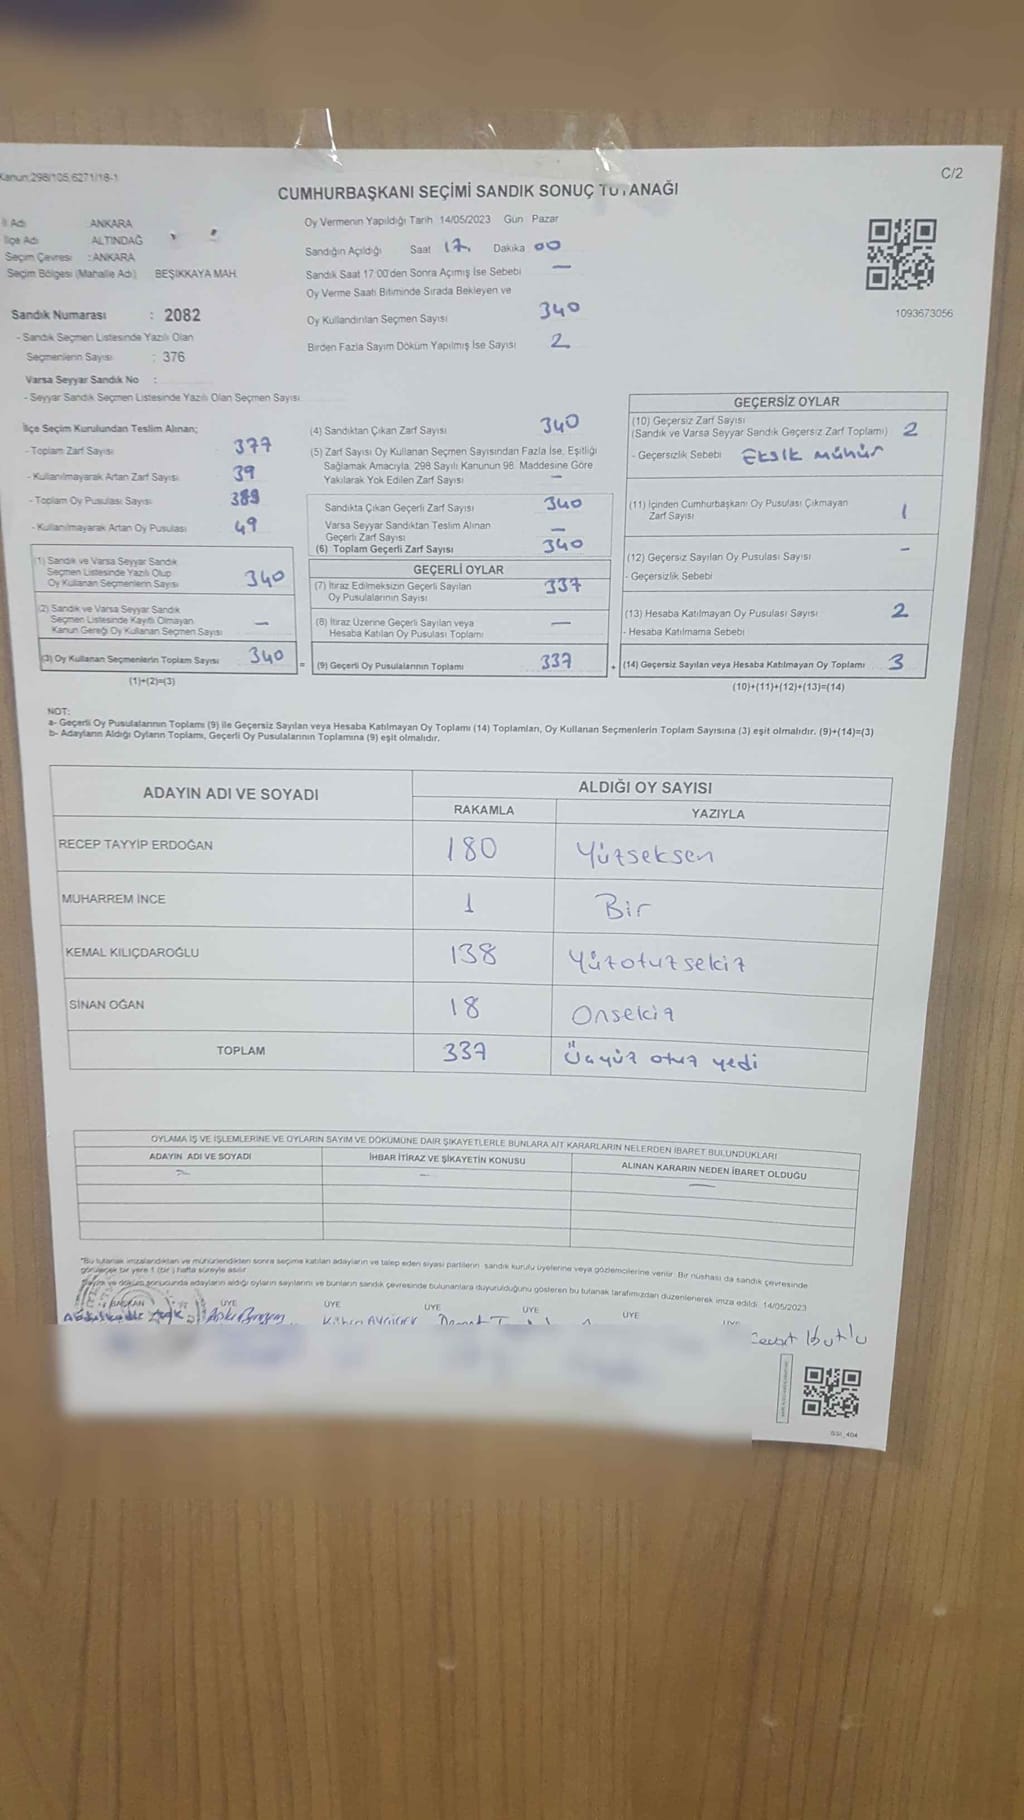 Kanun:298/105,6271/18-1
C/2
CUMHURBAŞKANI SEÇİMİ SANDIK SONUÇ TUTANAĞI
İl Adı ANKARA
İlçe Adı ALTINDAĞ
Seçim Çevresi : ANKARA
Seçim Bölgesi (Mahalle Adı) BEŞİKKAYA MAH.
Sandık Numarası : 2082
- Sandık Seçmen Listesinde Yazılı Olan
Seçmenlerin Sayısı : 376
Varsa Seyyar Sandık No :
- Seyyar Sandık Seçmen Listesinde Yazılı Olan Seçmen Sayısı
Oy Vermenin Yapıldığı Tarih 14/05/2023 Gün Pazar
Sandığın Açıldığı Saat 17 Dakika 00
Sandık Saat 17:00'den Sonra Açımış İse Sebebi —
Oy Verme Saati Bitiminde Sırada Bekleyen ve
Oy Kullandırılan Seçmen Sayısı 340
Birden Fazla Sayım Döküm Yapılmış İse Sayısı 2
1093673056
İlçe Seçim Kurulundan Teslim Alınan;
- Toplam Zarf Sayısı 377
- Kullanılmayarak Artan Zarf Sayısı 39
- Toplam Oy Pusulası Sayısı 389
- Kullanılmayarak Artan Oy Pusulası 49
(1) Sandık ve Varsa Seyyar Sandık
Seçmen Listesinde Yazılı Olup
Oy Kullanan Seçmenlerin Sayısı 340
(2) Sandık ve Varsa Seyyar Sandık
Seçmen Listesinde Kayıtlı Olmayan
Kanun Gereği Oy Kullanan Seçmen Sayısı —
(3) Oy Kullanan Seçmenlerin Toplam Sayısı 340
(1)+(2)=(3)
(4) Sandıktan Çıkan Zarf Sayısı 340
(5) Zarf Sayısı Oy Kullanan Seçmen Sayısından Fazla İse, Eşitliği
Sağlamak Amacıyla, 298 Sayılı Kanunun 98. Maddesine Göre
Yakılarak Yok Edilen Zarf Sayısı —
Sandıkta Çıkan Geçerli Zarf Sayısı 340
Varsa Seyyar Sandıktan Teslim Alınan
Geçerli Zarf Sayısı —
(6) Toplam Geçerli Zarf Sayısı 340
GEÇERLİ OYLAR
(7) İtiraz Edilmeksizin Geçerli Sayılan
Oy Pusulalarının Sayısı 337
(8) İtiraz Üzerine Geçerli Sayılan veya
Hesaba Katılan Oy Pusulası Toplamı —
= (9) Geçerli Oy Pusulalarının Toplamı 337 +
GEÇERSİZ OYLAR
(10) Geçersiz Zarf Sayısı
(Sandık ve Varsa Seyyar Sandık Geçersiz Zarf Toplamı) 2
- Geçersizlik Sebebi Eksik mühür
(11) İçinden Cumhurbaşkanı Oy Pusulası Çıkmayan
Zarf Sayısı 1
(12) Geçersiz Sayılan Oy Pusulası Sayısı -
- Geçersizlik Sebebi
(13) Hesaba Katılmayan Oy Pusulası Sayısı 2
- Hesaba Katılmama Sebebi
(14) Geçersiz Sayılan veya Hesaba Katılmayan Oy Toplamı 3
(10)+(11)+(12)+(13)=(14)
NOT:
a- Geçerli Oy Pusulalarının Toplamı (9) ile Geçersiz Sayılan veya Hesaba Katılmayan Oy Toplamı (14) Toplamları, Oy Kullanan Seçmenlerin Toplam Sayısına (3) eşit olmalıdır. (9)+(14)=(3)
b- Adayların Aldığı Oyların Toplamı, Geçerli Oy Pusulalarının Toplamına (9) eşit olmalıdır.
ADAYIN ADI VE SOYADI ALDIĞI OY SAYISI
RAKAMLA YAZIYLA
RECEP TAYYİP ERDOĞAN 180 Yüzseksen
MUHARREM İNCE 1 Bir
KEMAL KILIÇDAROĞLU 138 Yüzotuzsekiz
SİNAN OĞAN 18 Onsekiz
TOPLAM 337 Üçyüz otuz yedi
OYLAMA İŞ VE İŞLEMLERİNE VE OYLARIN SAYIM VE DÖKÜMÜNE DAİR ŞİKAYETLERLE BUNLARA AİT KARARLARIN NELERDEN İBARET BULUNDUKLARI
ADAYIN ADI VE SOYADI İHBAR İTİRAZ VE ŞİKAYETİN KONUSU ALINAN KARARIN NEDEN İBARET OLDUĞU
— — —
*Bu tutanak imzalandıktan ve mühürlendikten sonra seçime katılan adayların ve talep eden siyasi partilerin sandık kurulu üyelerine veya gözlemcilerine verilir. Bir nüshası da sandık çevresinde
görülecek bir yere 1 (bir) hafta süreyle asılır.
Sayım ve döküm sonucunda adayların aldığı oyların sayılarını ve bunların sandık çevresinde bulunanlara duyurulduğunu gösteren bu tutanak tarafımızdan düzenlenerek imza edildi. 14/05/2023
BAŞKAN ÜYE ÜYE ÜYE ÜYE ÜYE